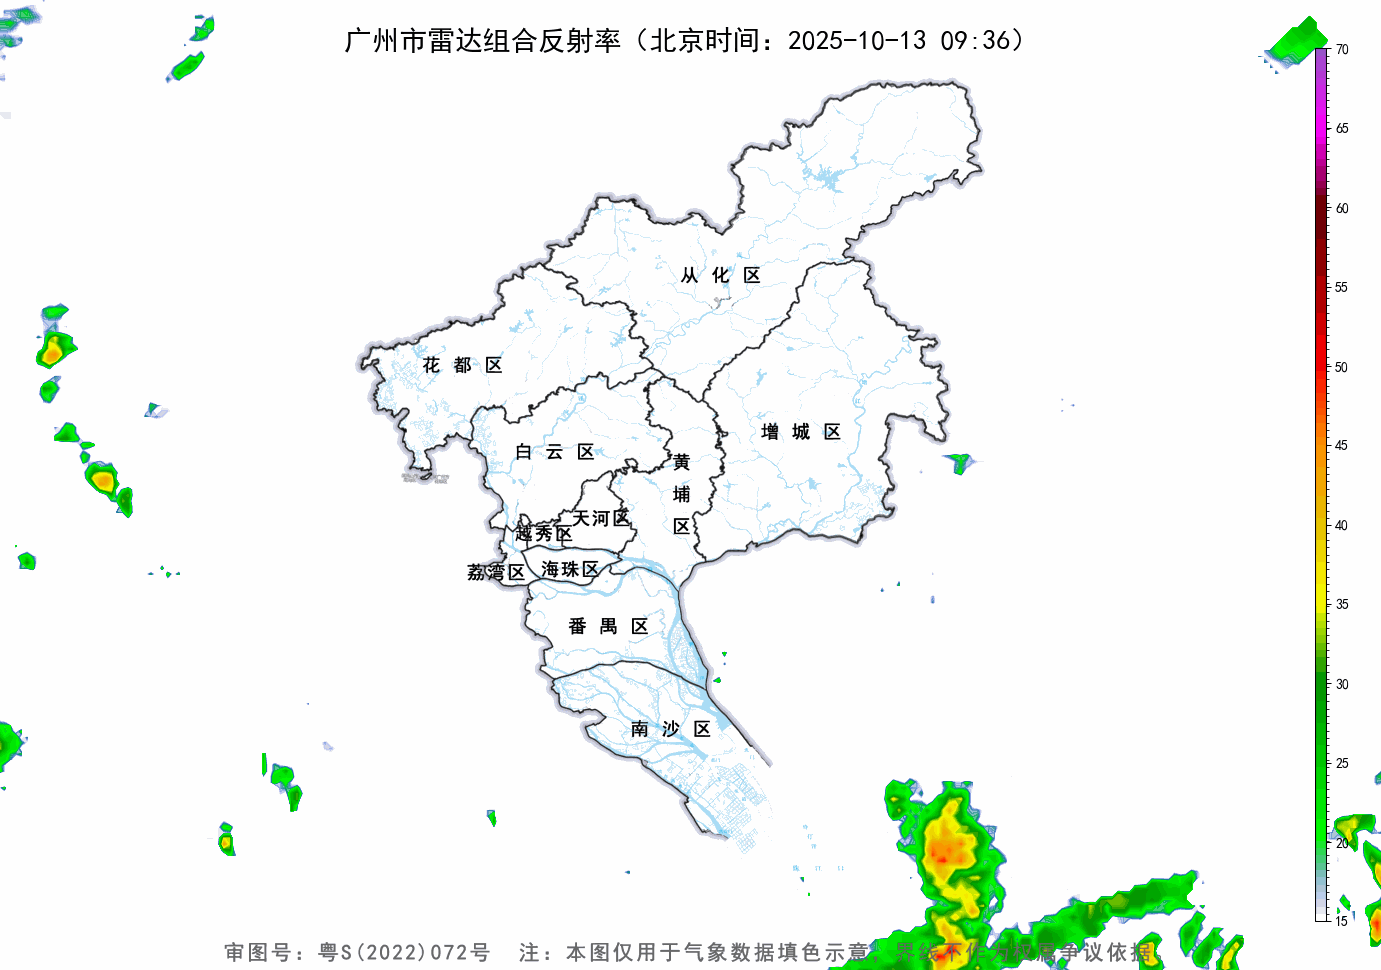 广州市雷达组合反射率（北京时间：2025-10-13 09:36）
70
65
60
55
50
45
40
35
30
25
20
15
从化区
花都区
增城区
白云区
黄埔区
天河区
越秀区
荔湾区
海珠区
番禺区
南沙区
审图号：粤S(2022)072号 注：本图仅用于气象数据填色示意，界线不作为权属争议依据。